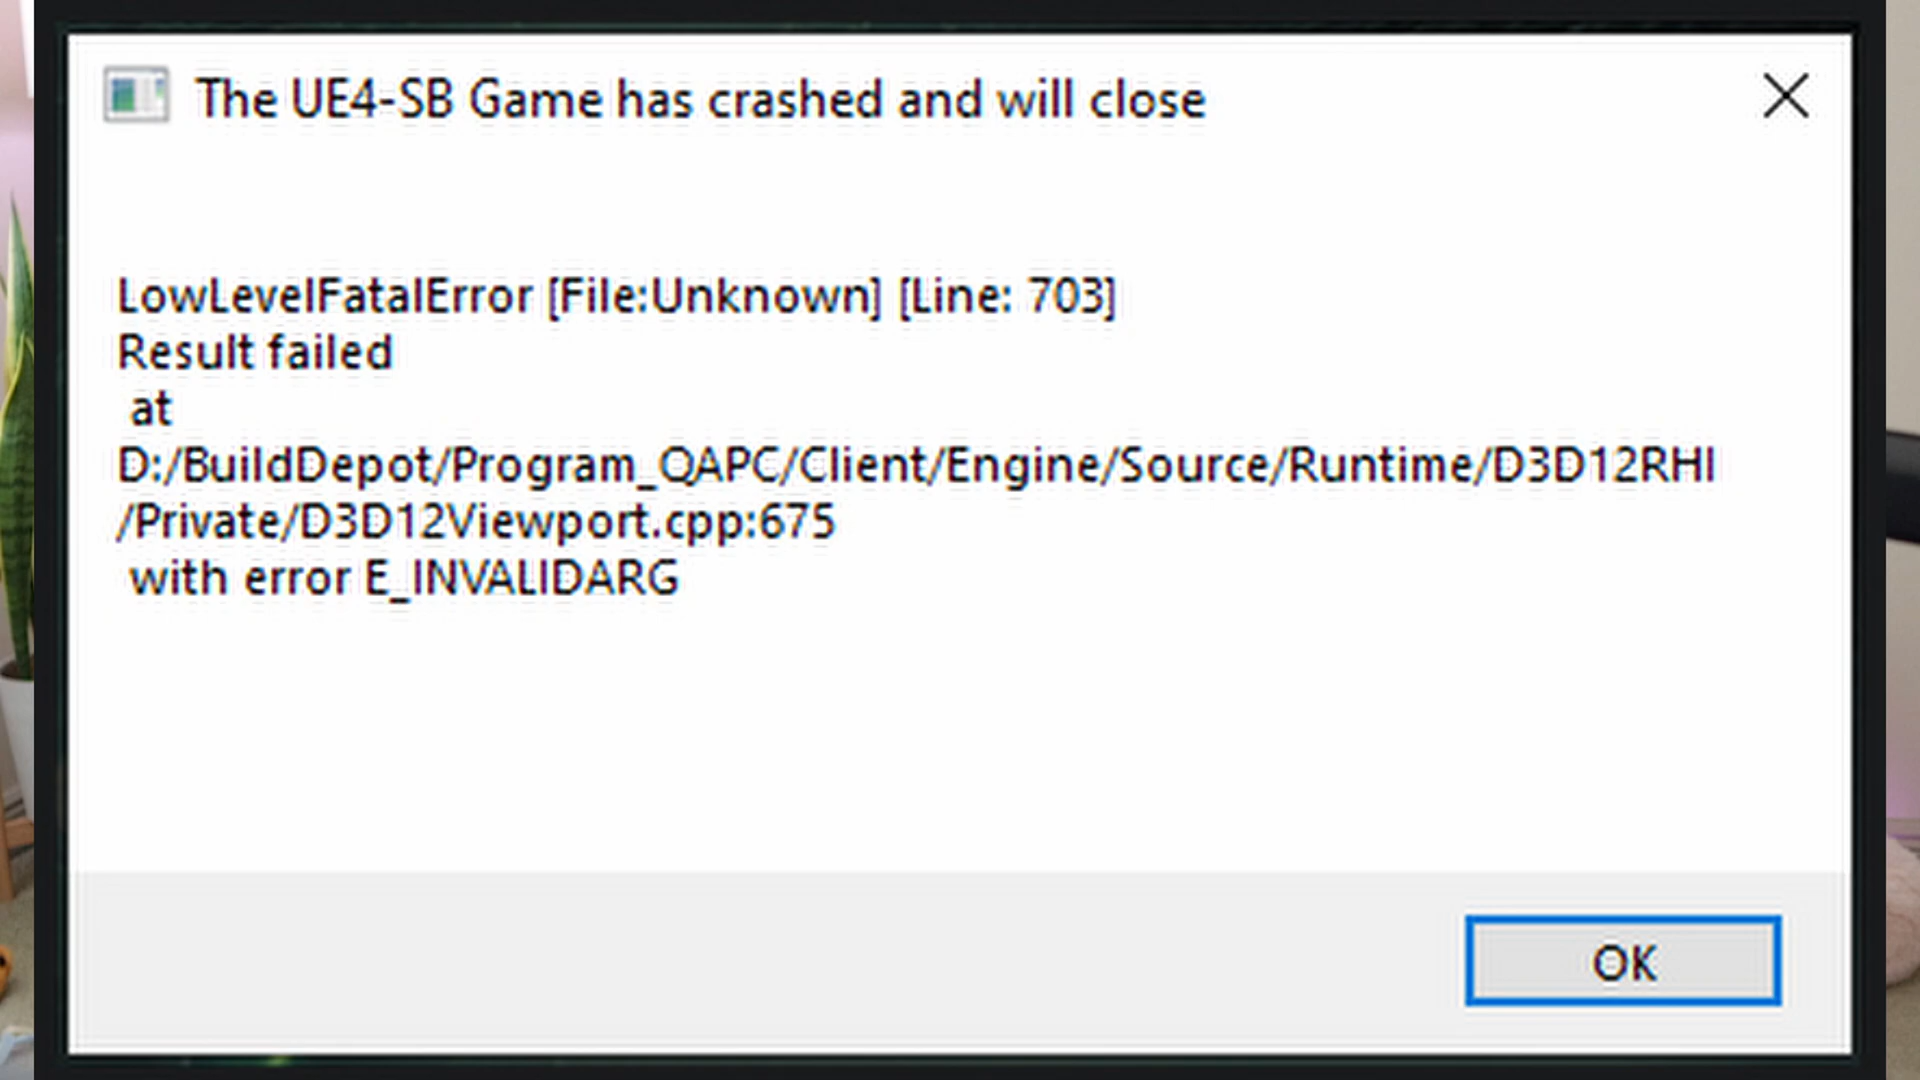 The UE4-SB Game has crashed and will close
LowLevelFatalError [File:Unknown] [Line: 703]
Result failed
at
D:/BuildDepot/Program_QAPC/Client/Engine/Source/Runtime/D3D12RHI
/Private/D3D12Viewport.cpp:675
with error E_INVALIDARG
OK